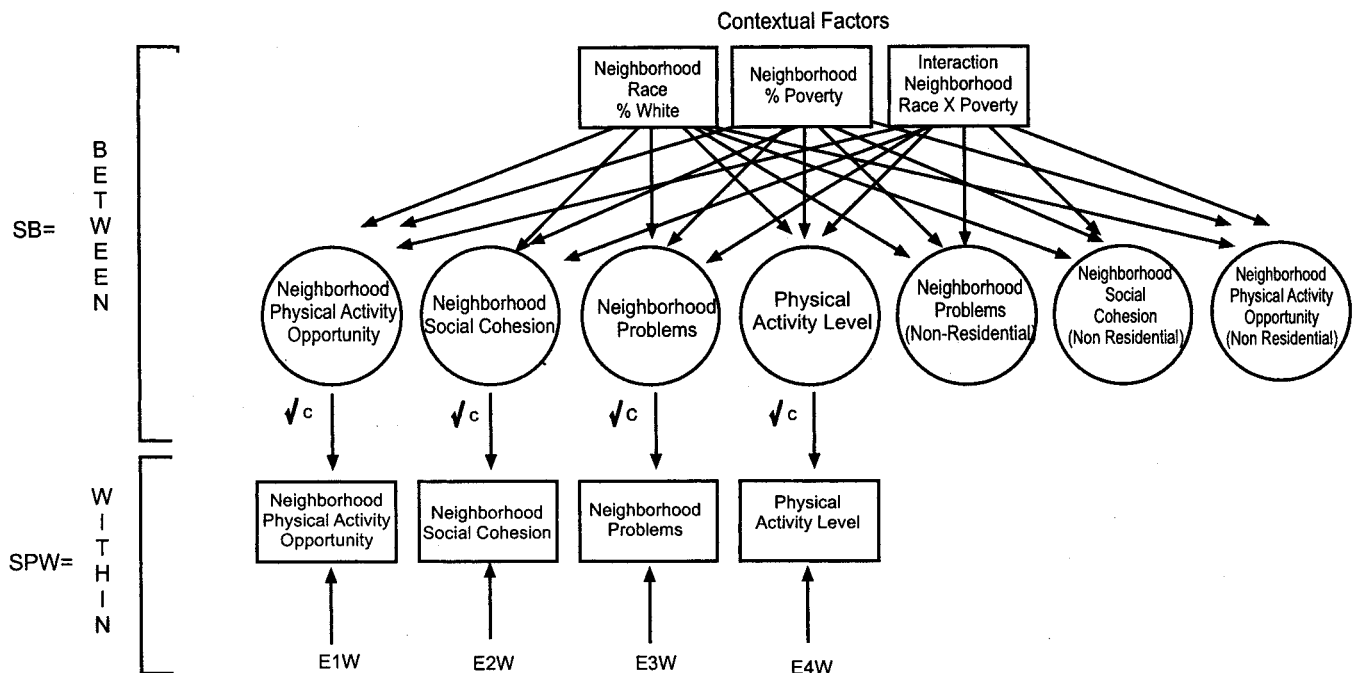 Contextual Factors
Neighborhood
Race
% White
Neighborhood
% Poverty
Interaction
Neighborhood
Race X Poverty
SB=
B
E
T
W
E
E
N
Neighborhood
Physical Activity
Opportunity
Neighborhood
Social Cohesion
Neighborhood
Problems
Physical
Activity Level
Neighborhood
Problems
(Non-Residential)
Neighborhood
Social
Cohesion
(Non Residential)
Neighborhood
Physical Activity
Opportunity
(Non Residential)
√c
√c
√c
√c
SPW=
W
I
T
H
I
N
Neighborhood
Physical Activity
Opportunity
Neighborhood
Social Cohesion
Neighborhood
Problems
Physical
Activity Level
E1W
E2W
E3W
E4W